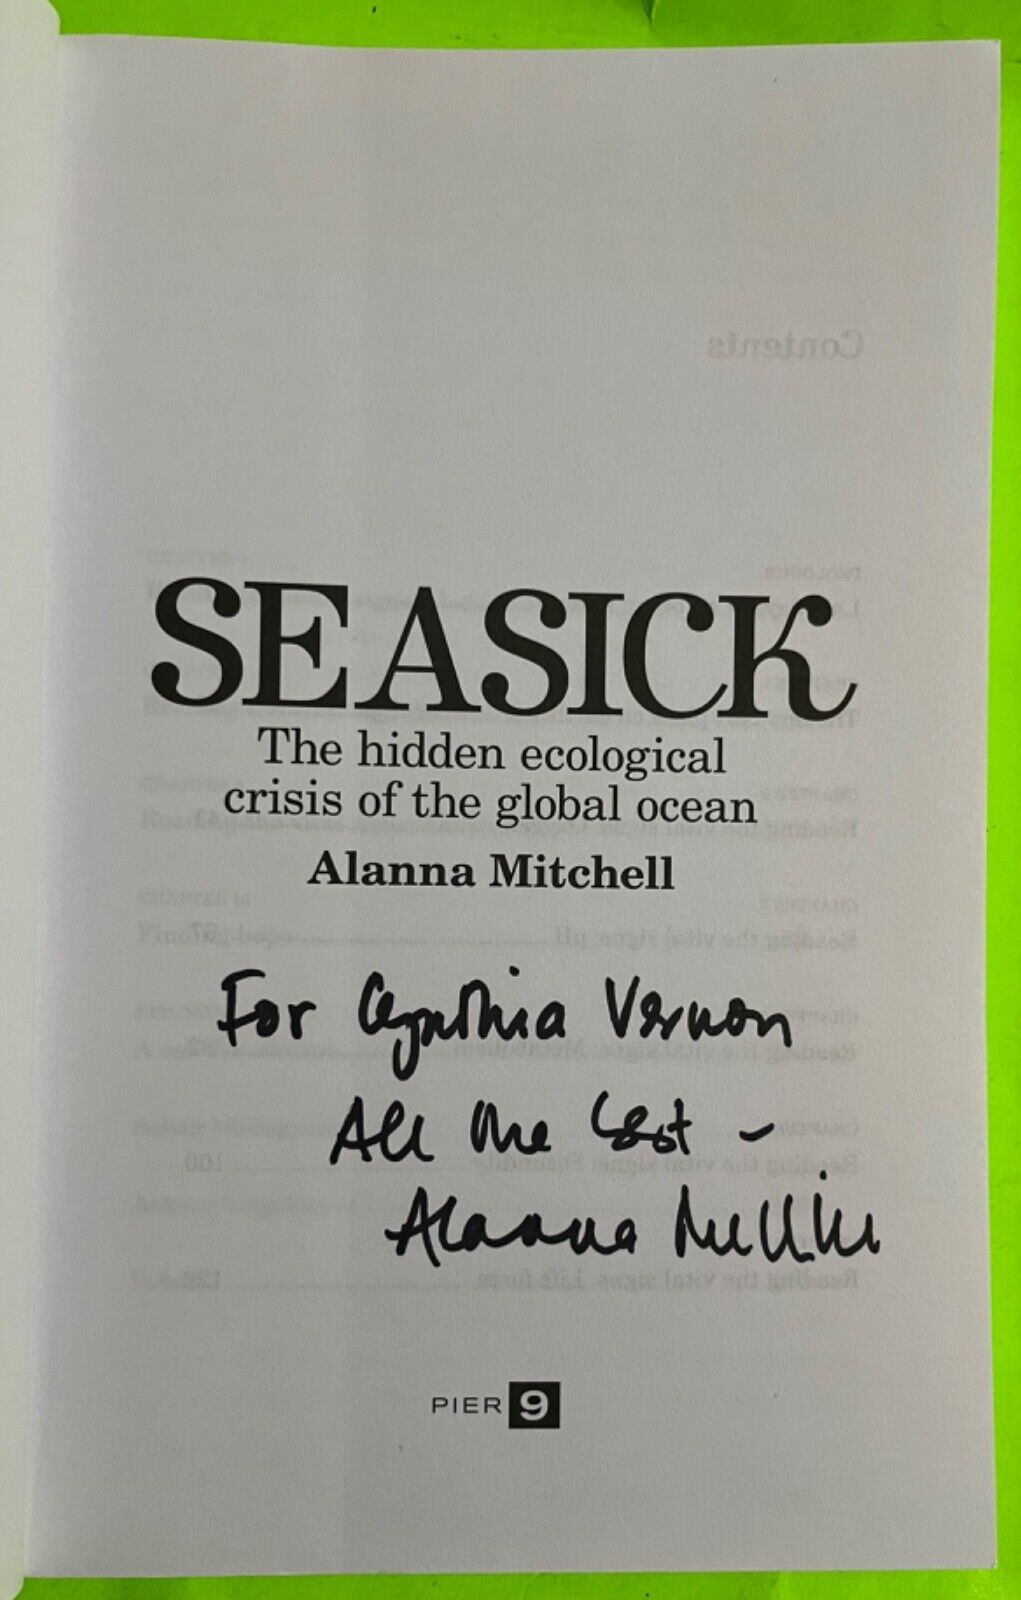 Contents
SEASICK
The hidden ecological
crisis of the global ocean
Alanna Mitchell
For Cynthia Vernon
All the best –
Alanna Mitchell
PIER 9